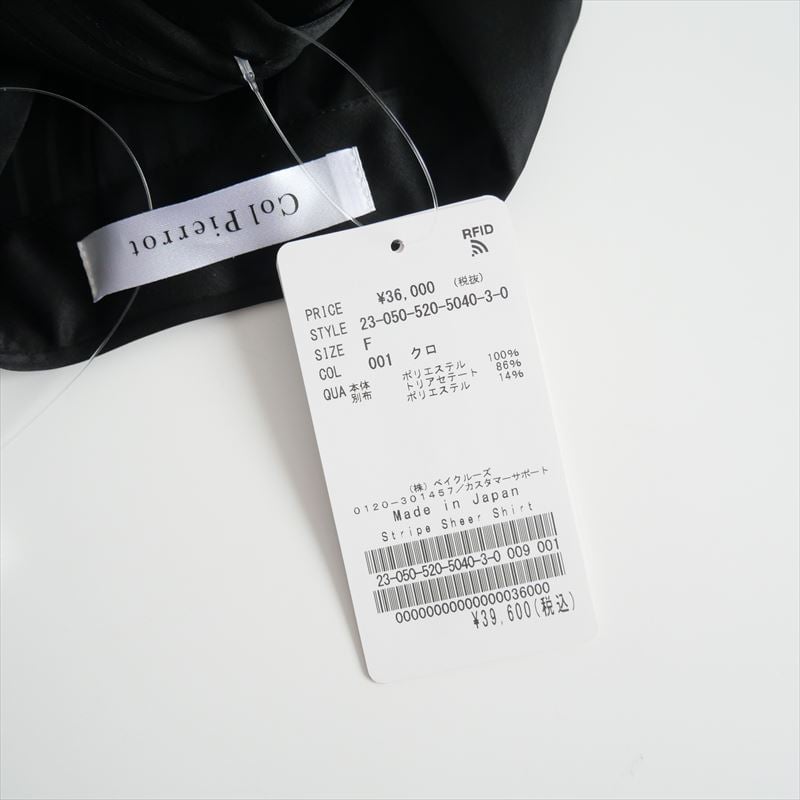 Col Pierrot
RFID
PRICE ¥36,000 (税抜)
STYLE 23-050-520-5040-3-0
SIZE F
COL 001 クロ
QUA 本体 ポリエステル 100%
別布 トリアセテート 86%
ポリエステル 14%
(株)ベイクルーズ
0120-301457/カスタマーサポート
Made in Japan
Stripe Sheer Shirt
23-050-520-5040-3-0 009 001
00000000000000036000
¥39,600(税込)